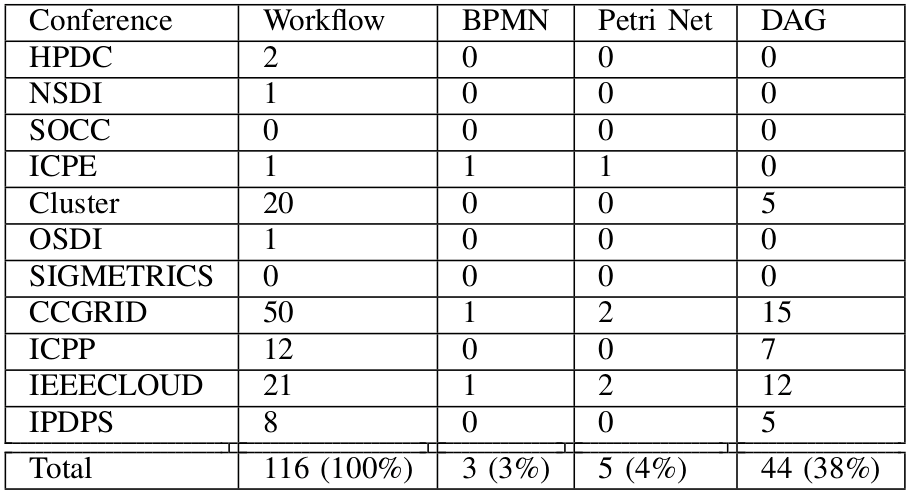 Conference Workflow BPMN Petri Net DAG
HPDC 2 0 0 0
NSDI 1 0 0 0
SOCC 0 0 0 0
ICPE 1 1 1 0
Cluster 20 0 0 5
OSDI 1 0 0 0
SIGMETRICS 0 0 0 0
CCGRID 50 1 2 15
ICPP 12 0 0 7
IEEECLOUD 21 1 2 12
IPDPS 8 0 0 5
Total 116 (100%) 3 (3%) 5 (4%) 44 (38%)